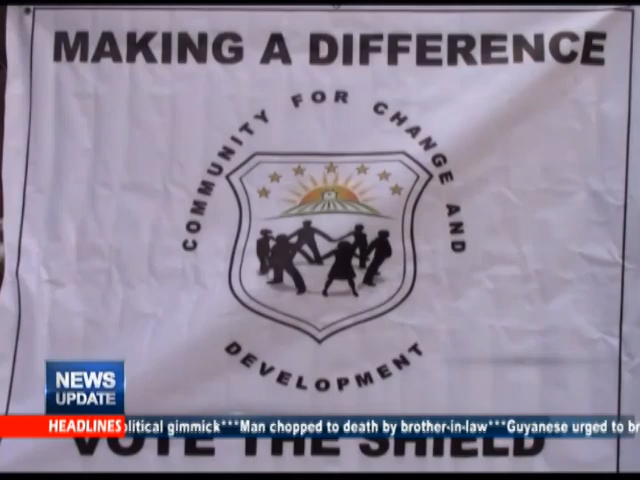 MAKING A DIFFERENCE
COMMUNITY FOR CHANGE AND
DEVELOPMENT
NEWS
UPDATE
HEADLINES olitical gimmick***Man chopped to death by brother-in-law***Guyanese urged to br
VOTE THE SHIELD